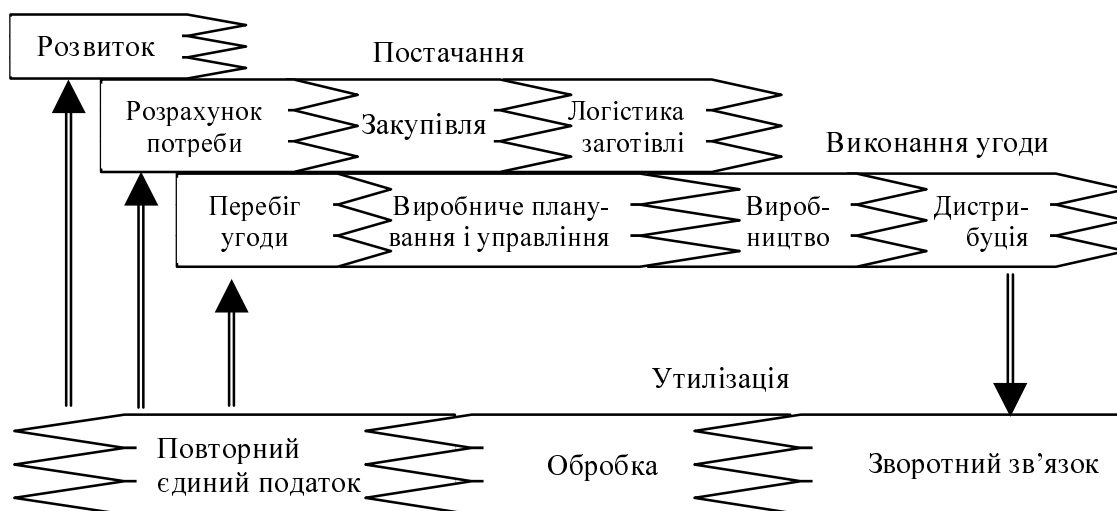 Розвиток
Постачання
Розрахунок
потреби
Закупівля
Логістика
заготівлі
Виконання угоди
Перебіг
угоди
Виробниче плану-
вання і управління
Вироб-
ництво
Дистри-
буція
Утилізація
Повторний
єдиний податок
Обробка
Зворотний зв’язок